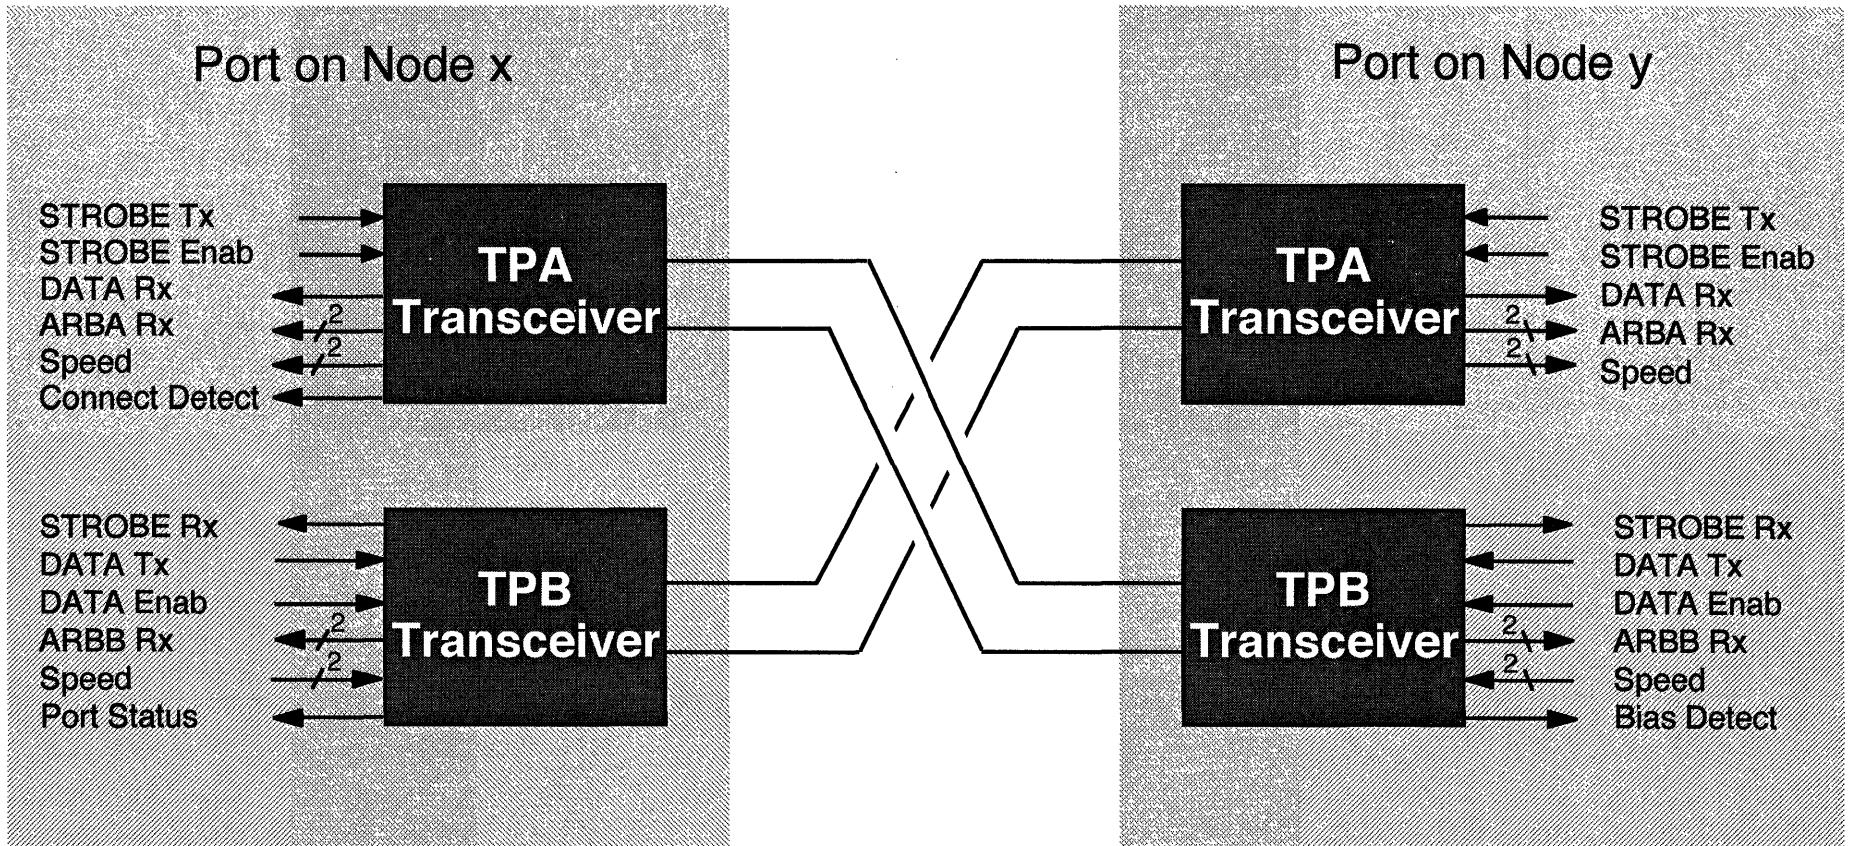 Port on Node x
STROBE Tx
STROBE Enab
DATA Rx
ARBA Rx
2
Speed
2
Connect Detect
TPA
Transceiver
STROBE Rx
DATA Tx
DATA Enab
ARBB Rx
2
Speed
2
Port Status
TPB
Transceiver
Port on Node y
TPA
Transceiver
STROBE Tx
STROBE Enab
DATA Rx
2
ARBA Rx
2
Speed
TPB
Transceiver
STROBE Rx
DATA Tx
DATA Enab
2
ARBB Rx
2
Speed
Bias Detect